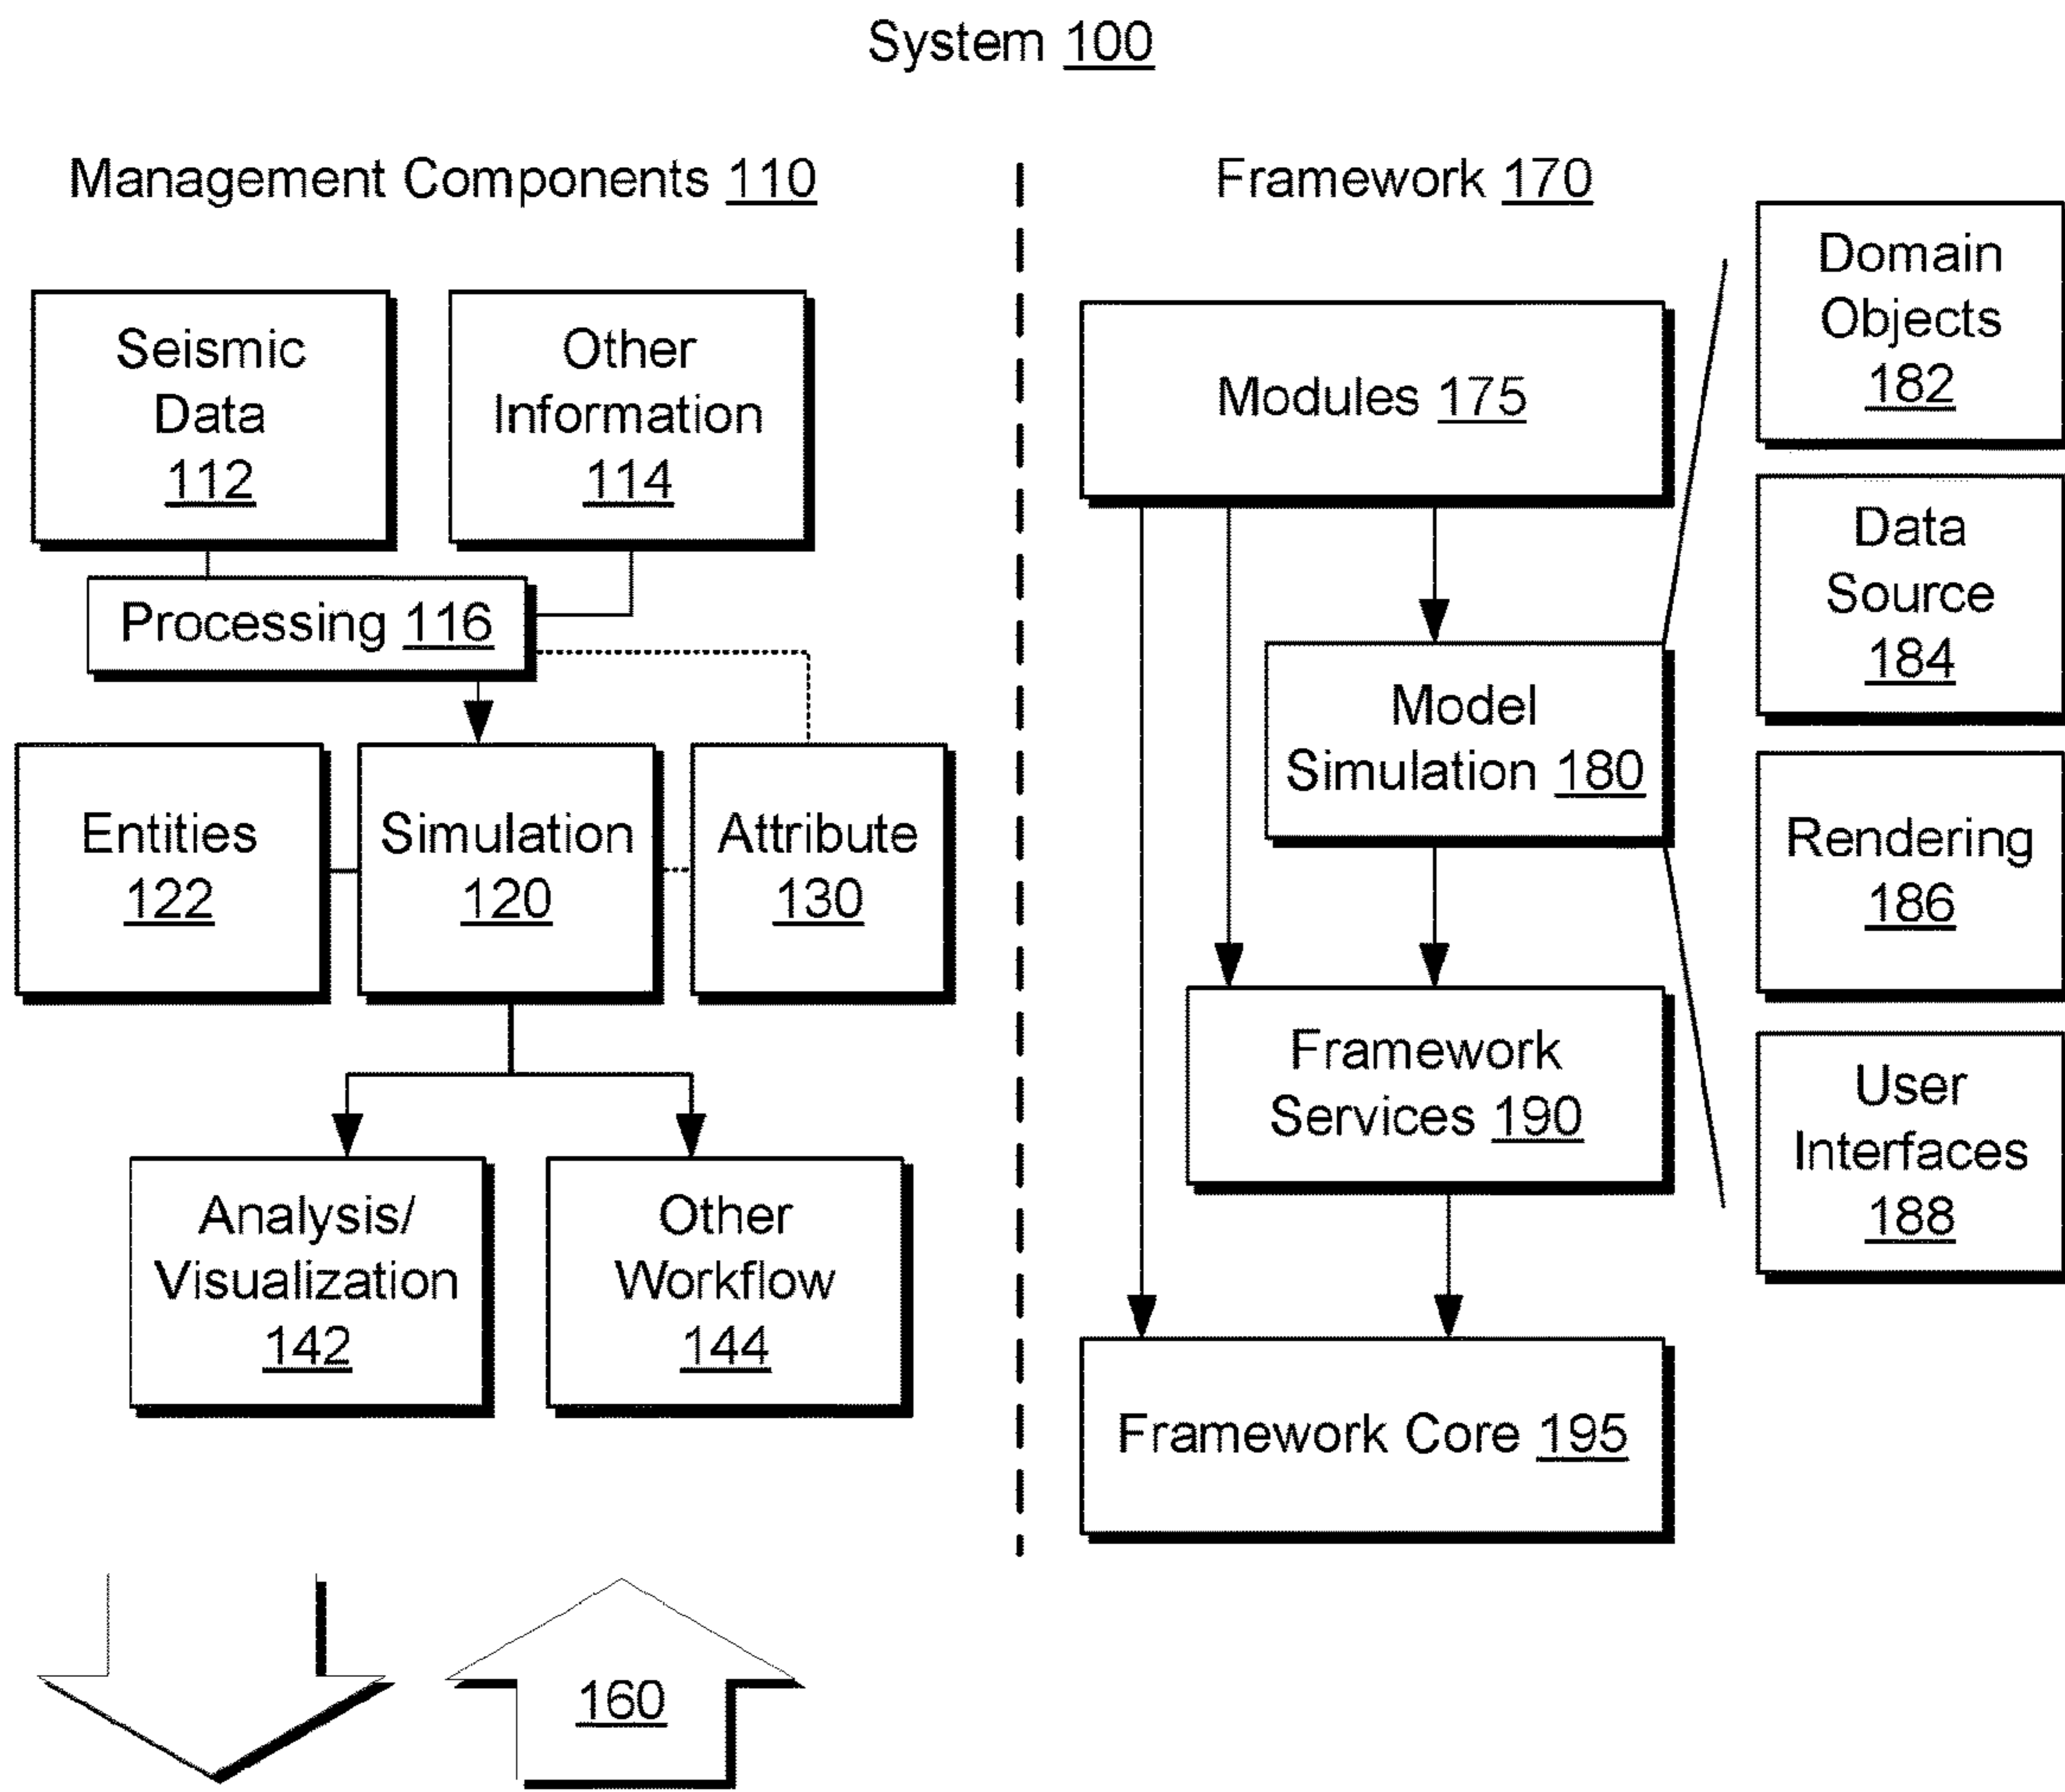 System 100
Management Components 110
Seismic
Data
112
Other
Information
114
Processing 116
Entities
122
Simulation
120
Attribute
130
Analysis/
Visualization
142
Other
Workflow
144
160
Framework 170
Modules 175
Model
Simulation 180
Framework
Services 190
Framework Core 195
Domain
Objects
182
Data
Source
184
Rendering
186
User
Interfaces
188